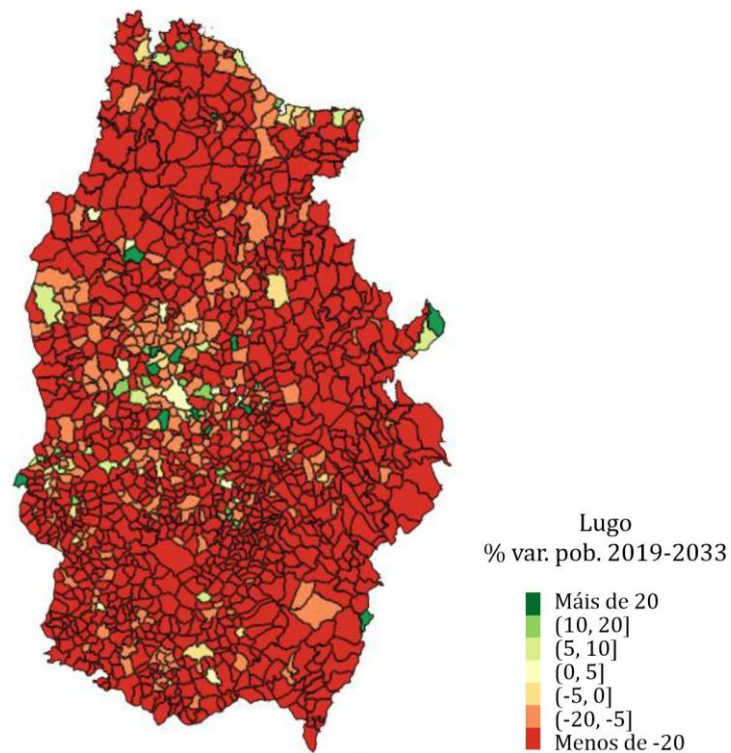 Lugo
% var. pob. 2019-2033
Máis de 20
(10, 20]
(5, 10]
(0, 5]
(-5, 0]
(-20, -5]
Menos de -20